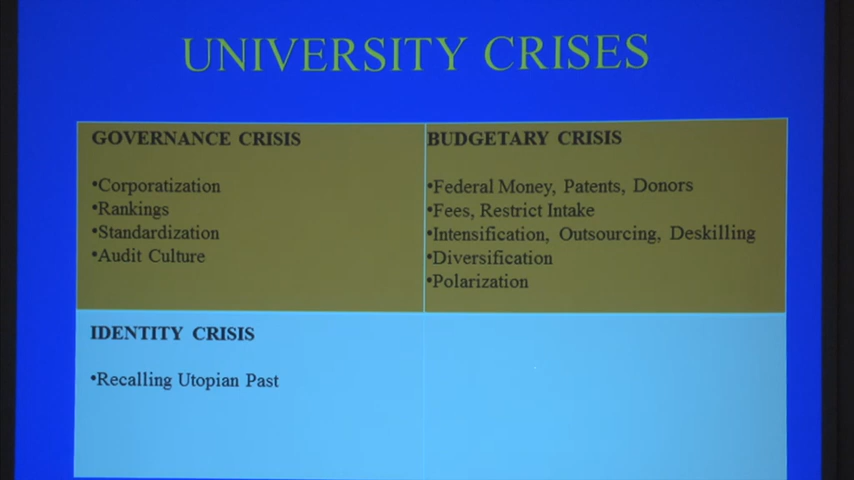 UNIVERSITY CRISES
GOVERNANCE CRISIS
•Corporatization
•Rankings
•Standardization
•Audit Culture
BUDGETARY CRISIS
•Federal Money, Patents, Donors
•Fees, Restrict Intake
•Intensification, Outsourcing, Deskilling
•Diversification
•Polarization
IDENTITY CRISIS
•Recalling Utopian Past